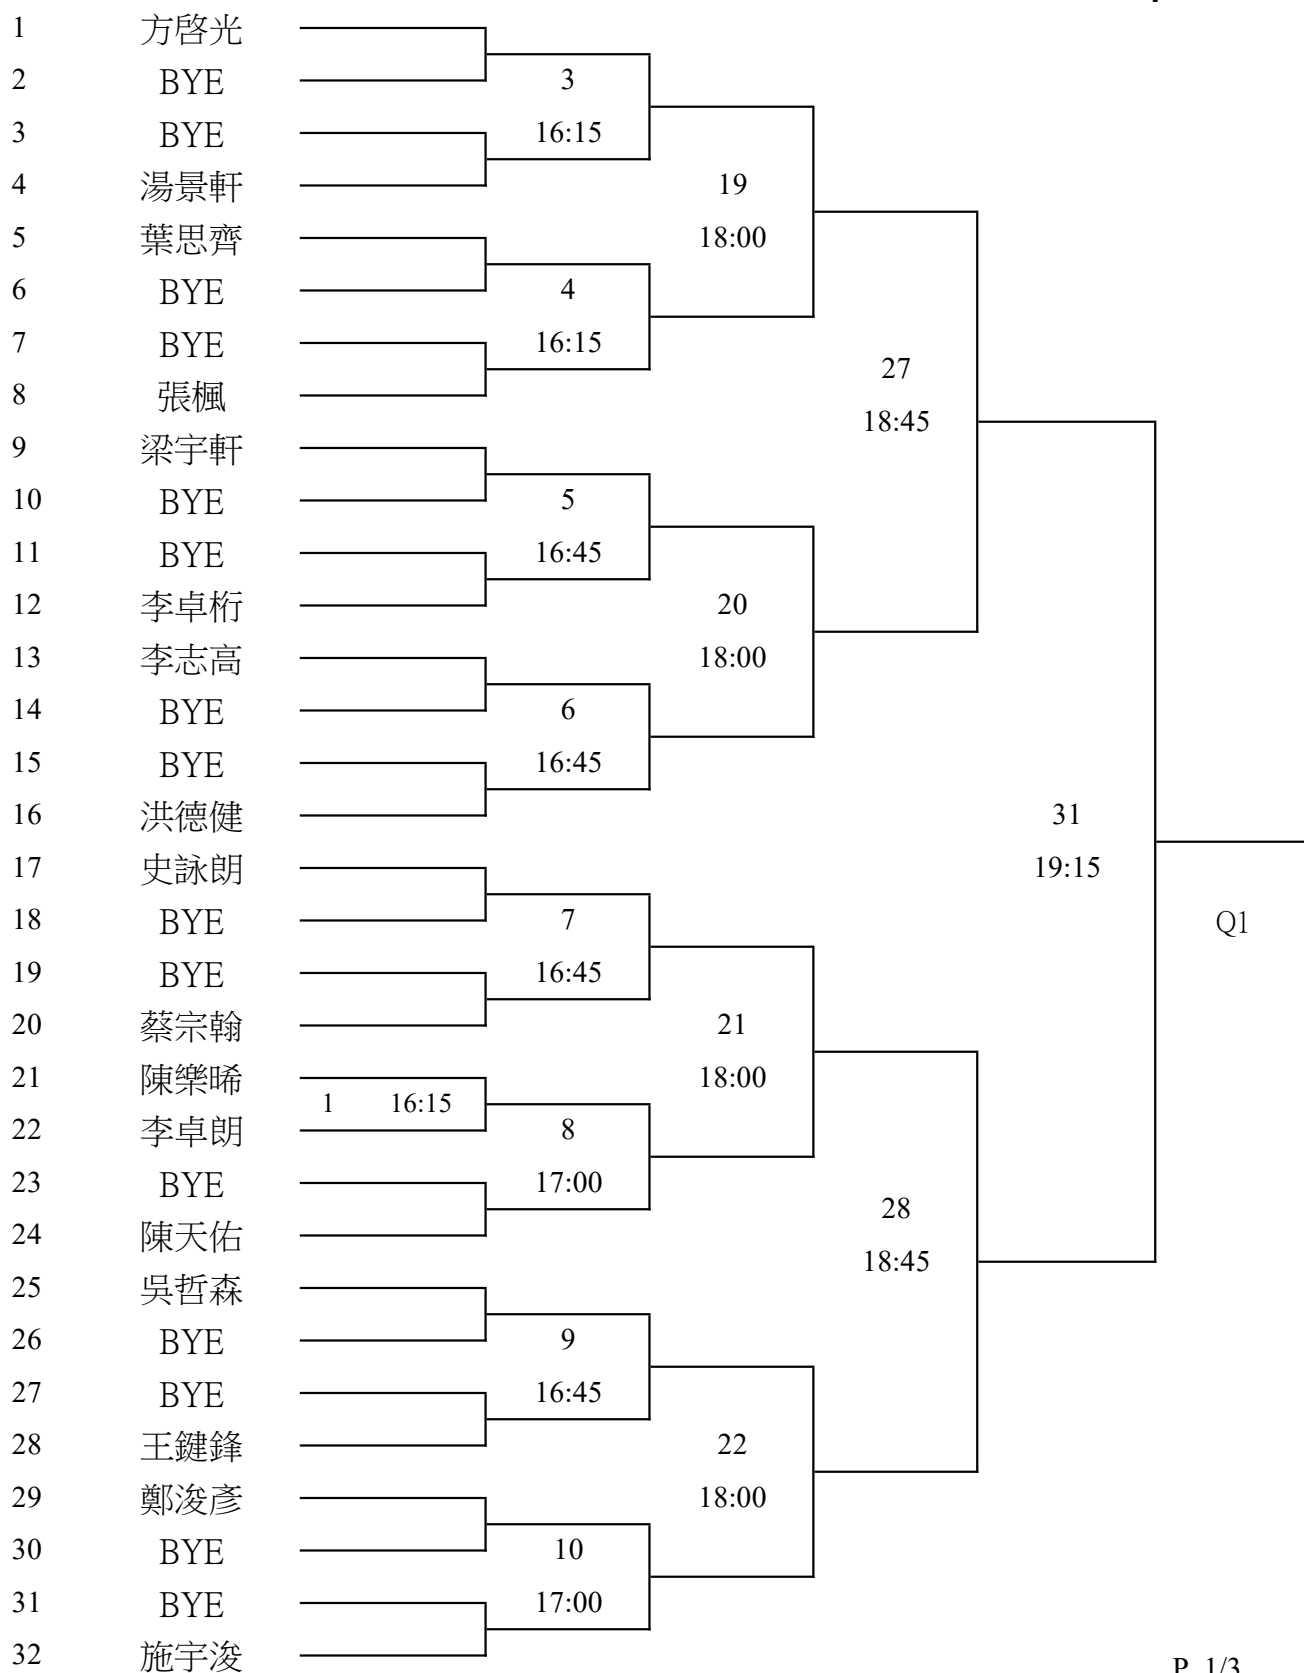 1 方啓光
2 BYE
3
3 BYE
16:15
4 湯景軒
19
5 葉思齊
18:00
6 BYE
4
7 BYE
16:15
27
8 張楓
18:45
9 梁宇軒
10 BYE
5
11 BYE
16:45
12 李卓桁
20
13 李志高
18:00
14 BYE
6
15 BYE
16:45
16 洪德健
31
17 史詠朗
19:15
18 BYE
7
Q1
19 BYE
16:45
20 蔡宗翰
21
21 陳樂晞
18:00
1 16:15
22 李卓朗
8
23 BYE
17:00
28
24 陳天佑
18:45
25 吳哲森
26 BYE
9
27 BYE
16:45
28 王鍵鋒
22
29 鄭浚彥
18:00
30 BYE
10
31 BYE
17:00
32 施宇浚
P. 1/3